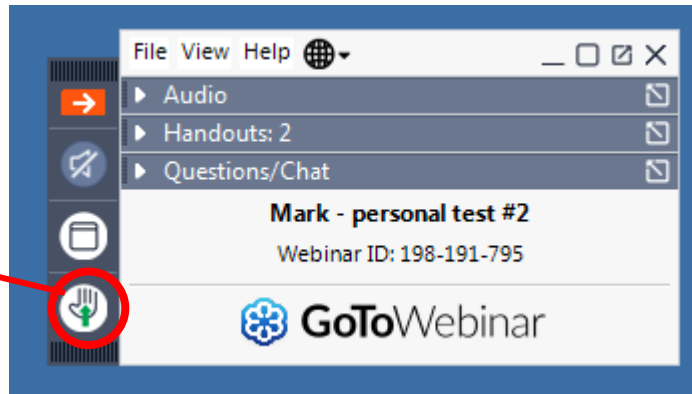 File View Help
Audio
Handouts: 2
Questions/Chat
Mark - personal test #2
Webinar ID: 198-191-795
GoToWebinar